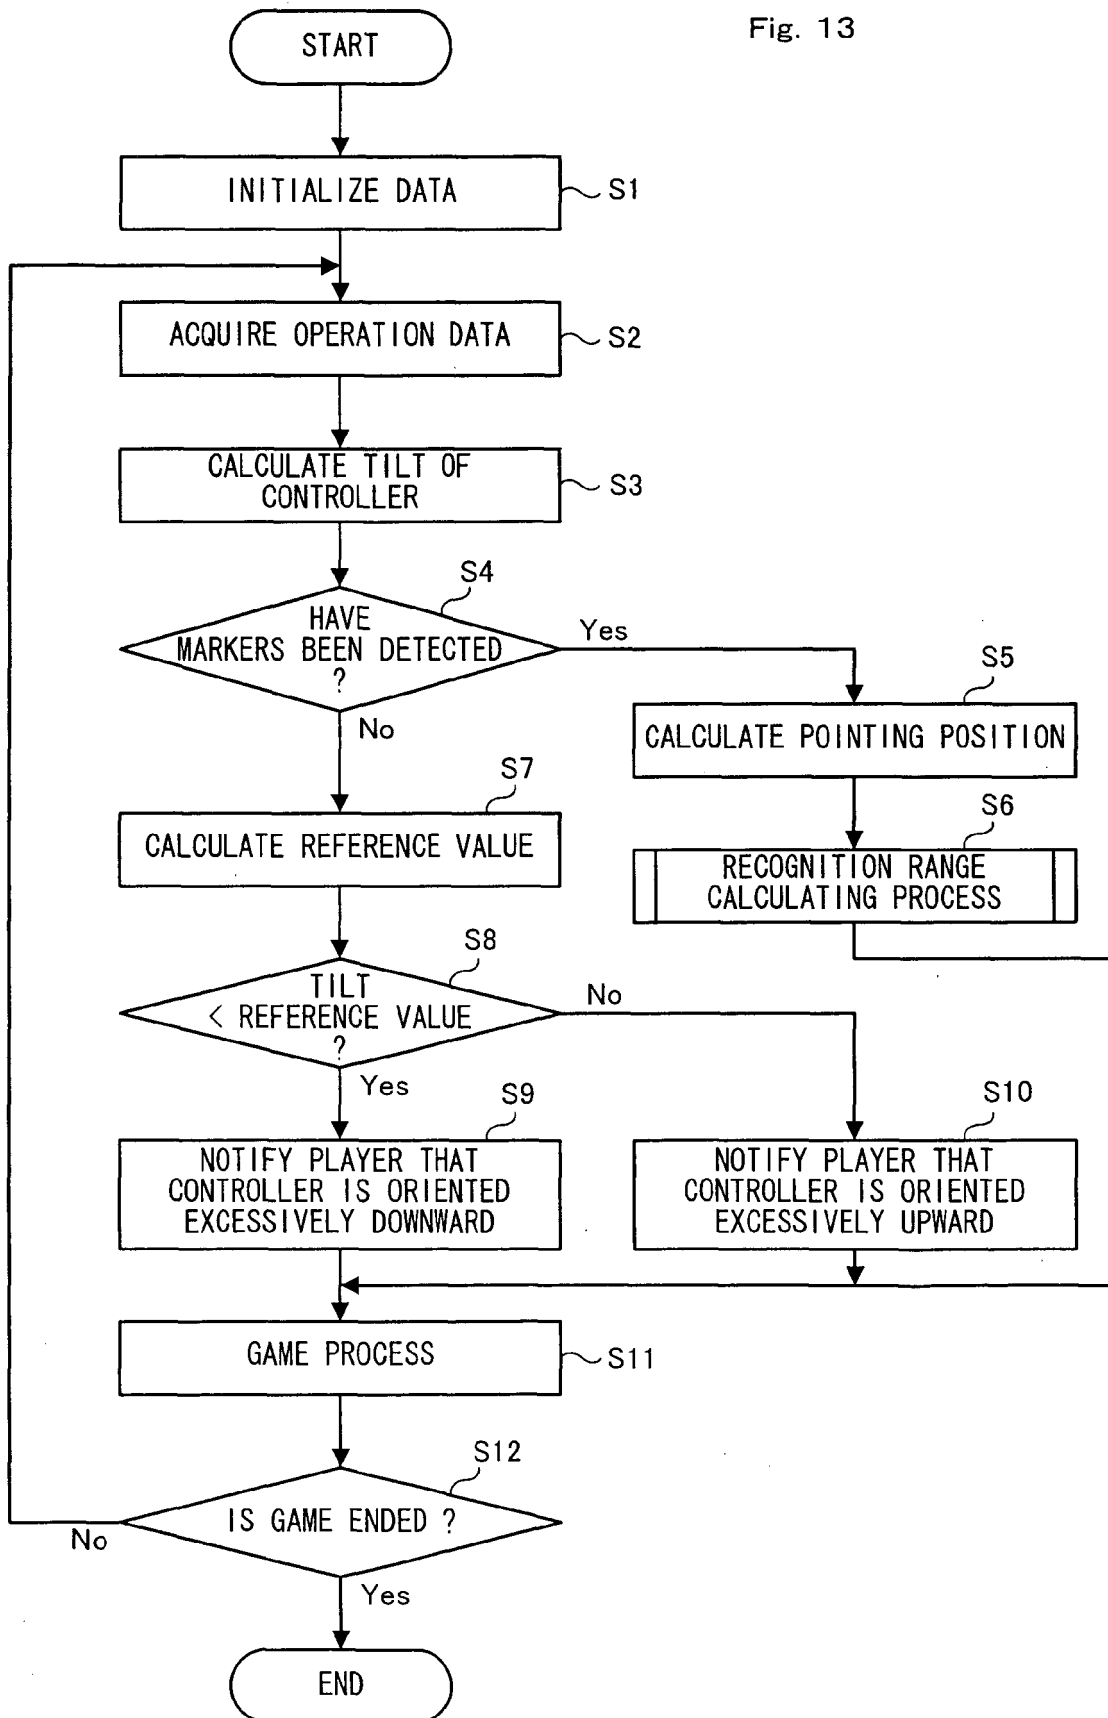 Fig. 13
START
INITIALIZE DATA
S1
ACQUIRE OPERATION DATA
S2
CALCULATE TILT OF
CONTROLLER
S3
S4
HAVE
MARKERS BEEN DETECTED
?
Yes
No
S5
CALCULATE POINTING POSITION
S6
RECOGNITION RANGE
CALCULATING PROCESS
S7
CALCULATE REFERENCE VALUE
S8
TILT
< REFERENCE VALUE
?
No
Yes
S9
NOTIFY PLAYER THAT
CONTROLLER IS ORIENTED
EXCESSIVELY DOWNWARD
S10
NOTIFY PLAYER THAT
CONTROLLER IS ORIENTED
EXCESSIVELY UPWARD
GAME PROCESS
S11
S12
IS GAME ENDED ?
No
Yes
END